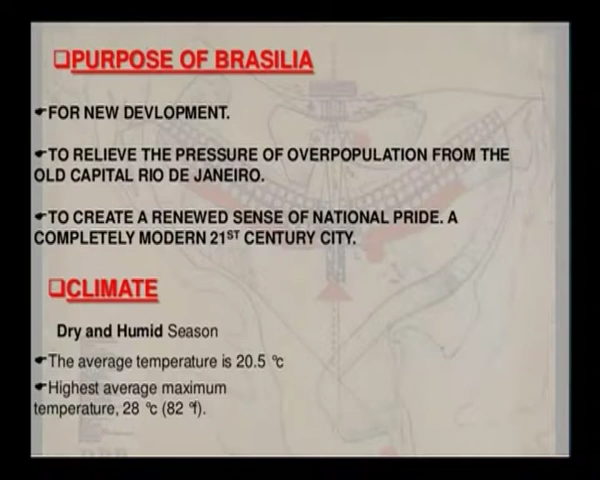 ❑PURPOSE OF BRASILIA
☛FOR NEW DEVLOPMENT.
☛TO RELIEVE THE PRESSURE OF OVERPOPULATION FROM THE
OLD CAPITAL RIO DE JANEIRO.
☛TO CREATE A RENEWED SENSE OF NATIONAL PRIDE. A
COMPLETELY MODERN 21ST CENTURY CITY.
❑CLIMATE
Dry and Humid Season
☛The average temperature is 20.5 °c
☛Highest average maximum
temperature, 28 °c (82 °f).